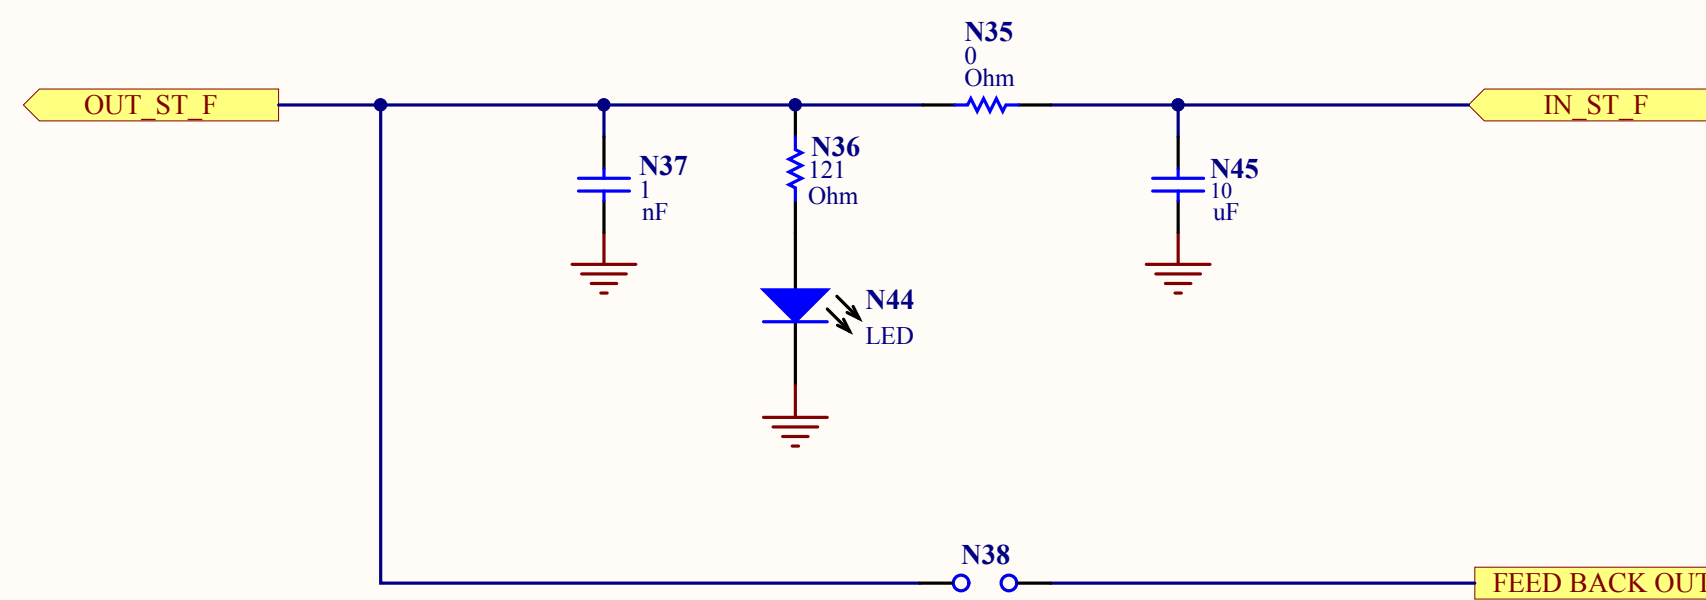 N35
0
Ohm
OUT_ST_F
IN_ST_F
N36
121
Ohm
N37
1
nF
N45
10
uF
N44
LED
N38
FEED BACK OUT